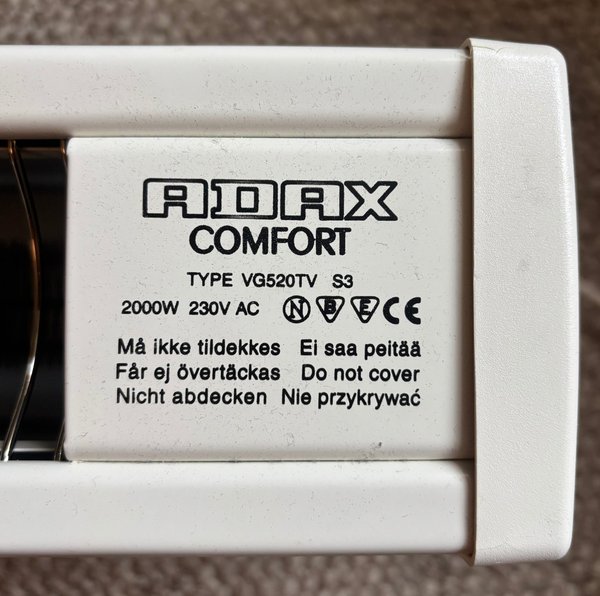 ADAX
COMFORT
TYPE VG520TV S3
2000W 230V AC N B E CE
Må ikke tildekkes Ei saa peitää
Får ej övertäckas Do not cover
Nicht abdecken Nie przykrywać